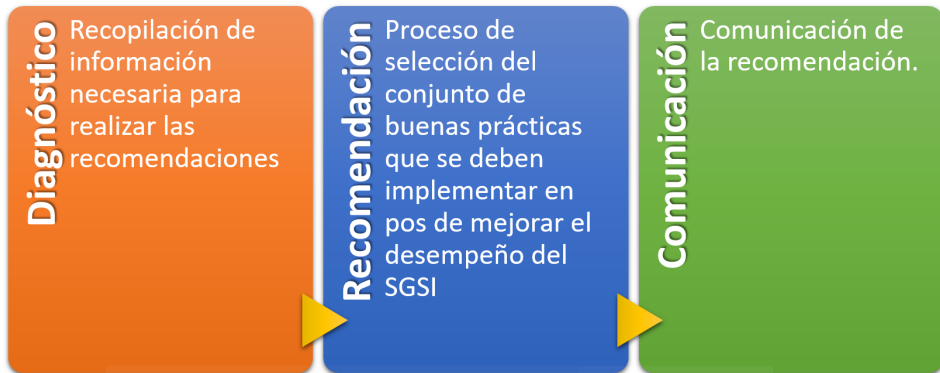 Diagnóstico
Recopilación de
información
necesaria para
realizar las
recomendaciones
Recomendación
Proceso de
selección del
conjunto de
buenas prácticas
que se deben
implementar en
pos de mejorar el
desempeño del
SGSI
Comunicación
Comunicación de
la recomendación.